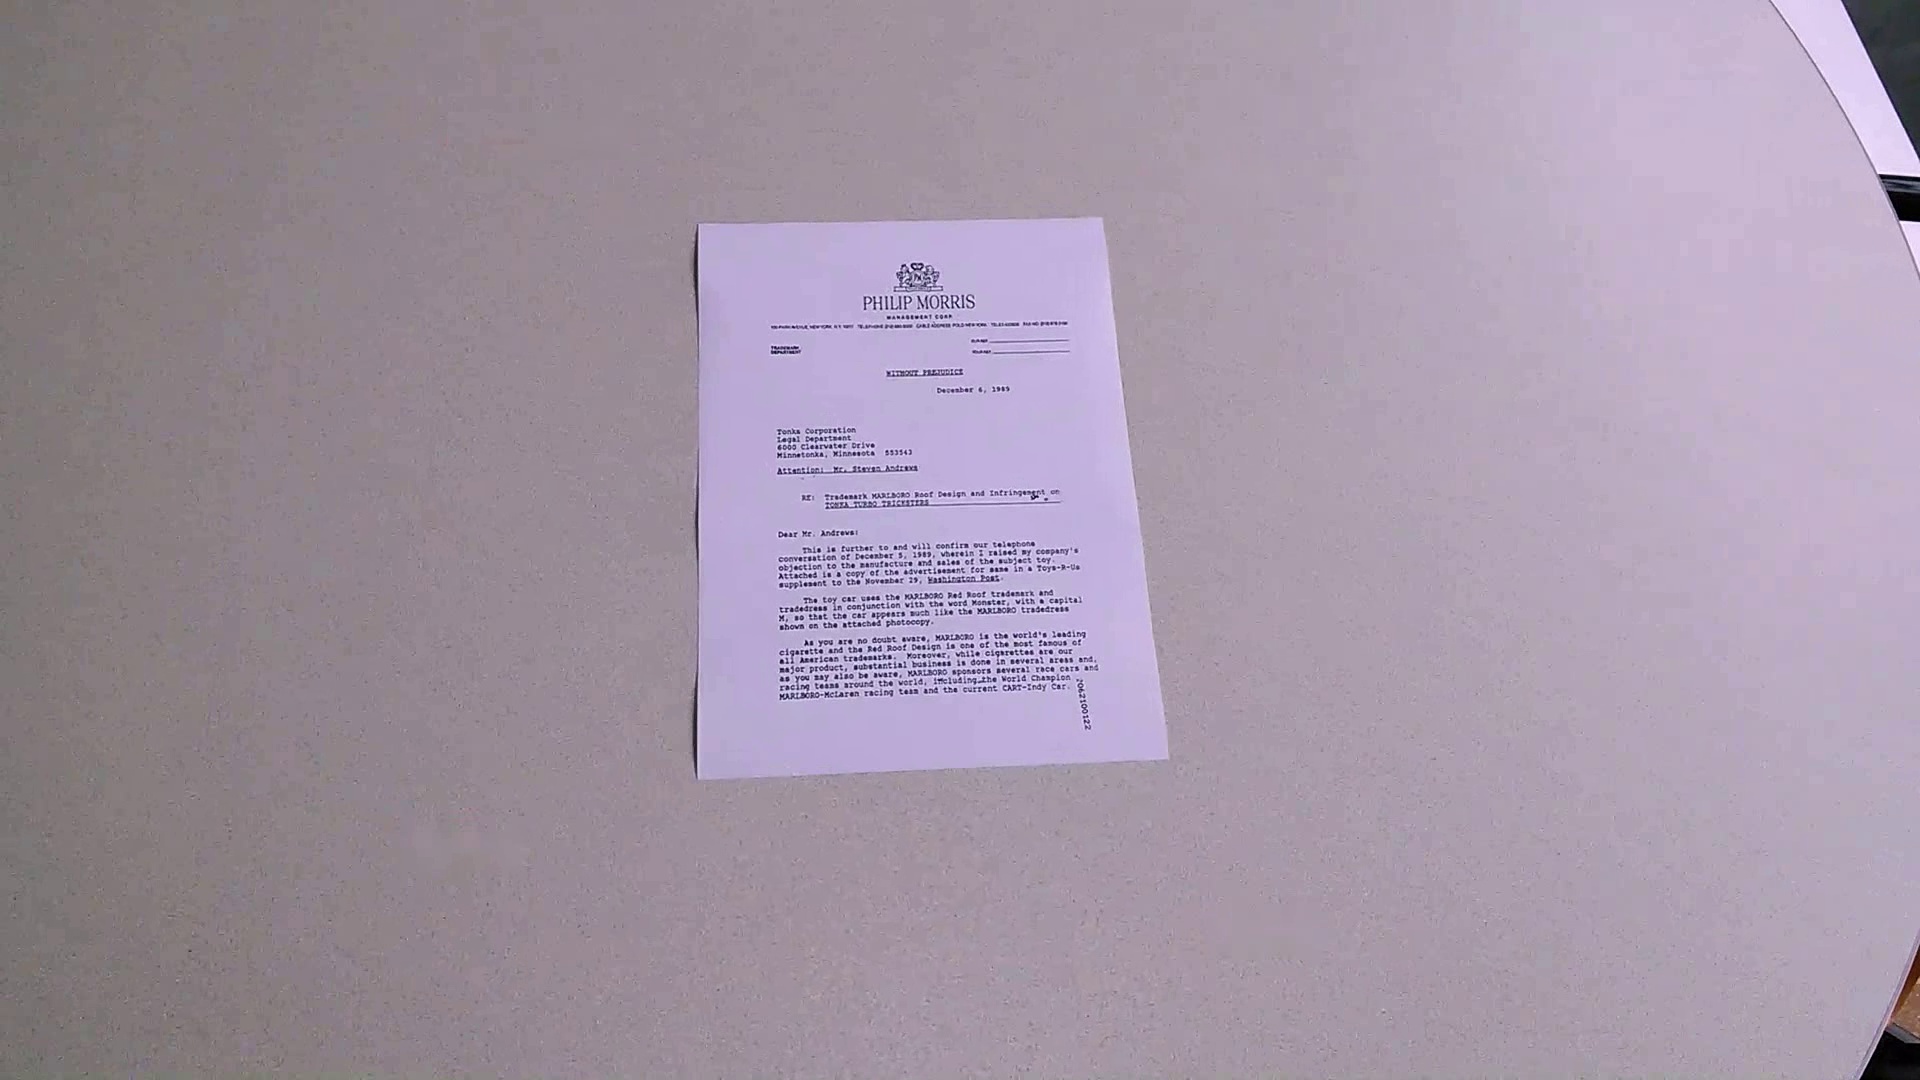 PHILIP MORRIS
MANAGEMENT CORP.
TRADEMARK
DEPARTMENT
OUR REF.
YOUR REF.
WITHOUT PREJUDICE
December 6, 1989
Tonka Corporation
Legal Department
6000 Clearwater Drive
Minnetonka, Minnesota 553543
Attention: Mr. Steven Andrews
RE: Trademark MARLBORO Roof Design and Infringement on
TONKA TURBO TRICKSTERS
Dear Mr. Andrews:
This is further to and will confirm our telephone
conversation of December 5, 1989, wherein I raised my company's
objection to the manufacture and sales of the subject toy.
Attached is a copy of the advertisement for same in a Toys-R-Us
supplement to the November 29, Washington Post.
The toy car uses the MARLBORO Red Roof trademark and
tradedress in conjunction with the word Monster, with a capital
M, so that the car appears much like the MARLBORO tradedress
shown on the attached photocopy.
As you are no doubt aware, MARLBORO is the world's leading
cigarette and the Red Roof Design is one of the most famous of
all American trademarks. Moreover, while cigarettes are our
major product, substantial business is done in several areas and,
as you may also be aware, MARLBORO sponsors several race cars and
racing teams around the world, including the World Champion
MARLBORO-McLaren racing team and the current CART-Indy Car.
2062100122